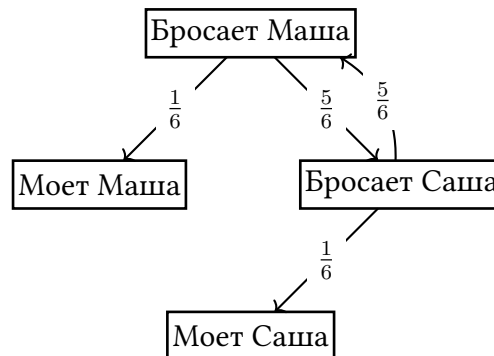 Бросает Маша
1/6
5/6
5/6
Моет Маша
Бросает Саша
1/6
Моет Саша